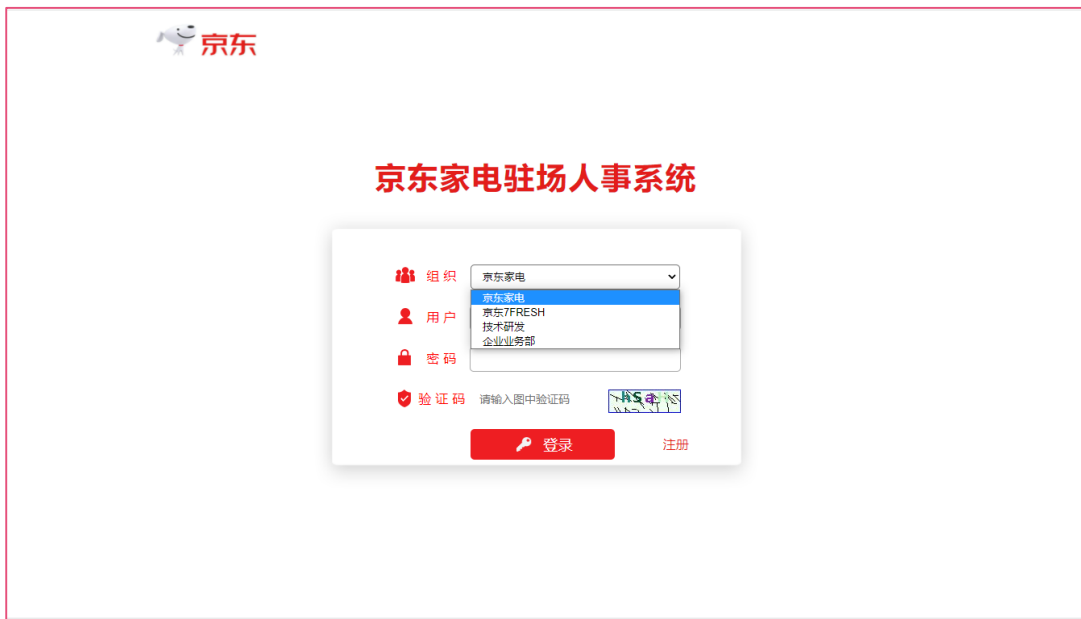 京东
京东家电驻场人事系统
组 织
京东家电
京东家电
京东7FRESH
技术研发
企业业务部
用 户
密 码
验 证 码
请输入图中验证码
登录
注册